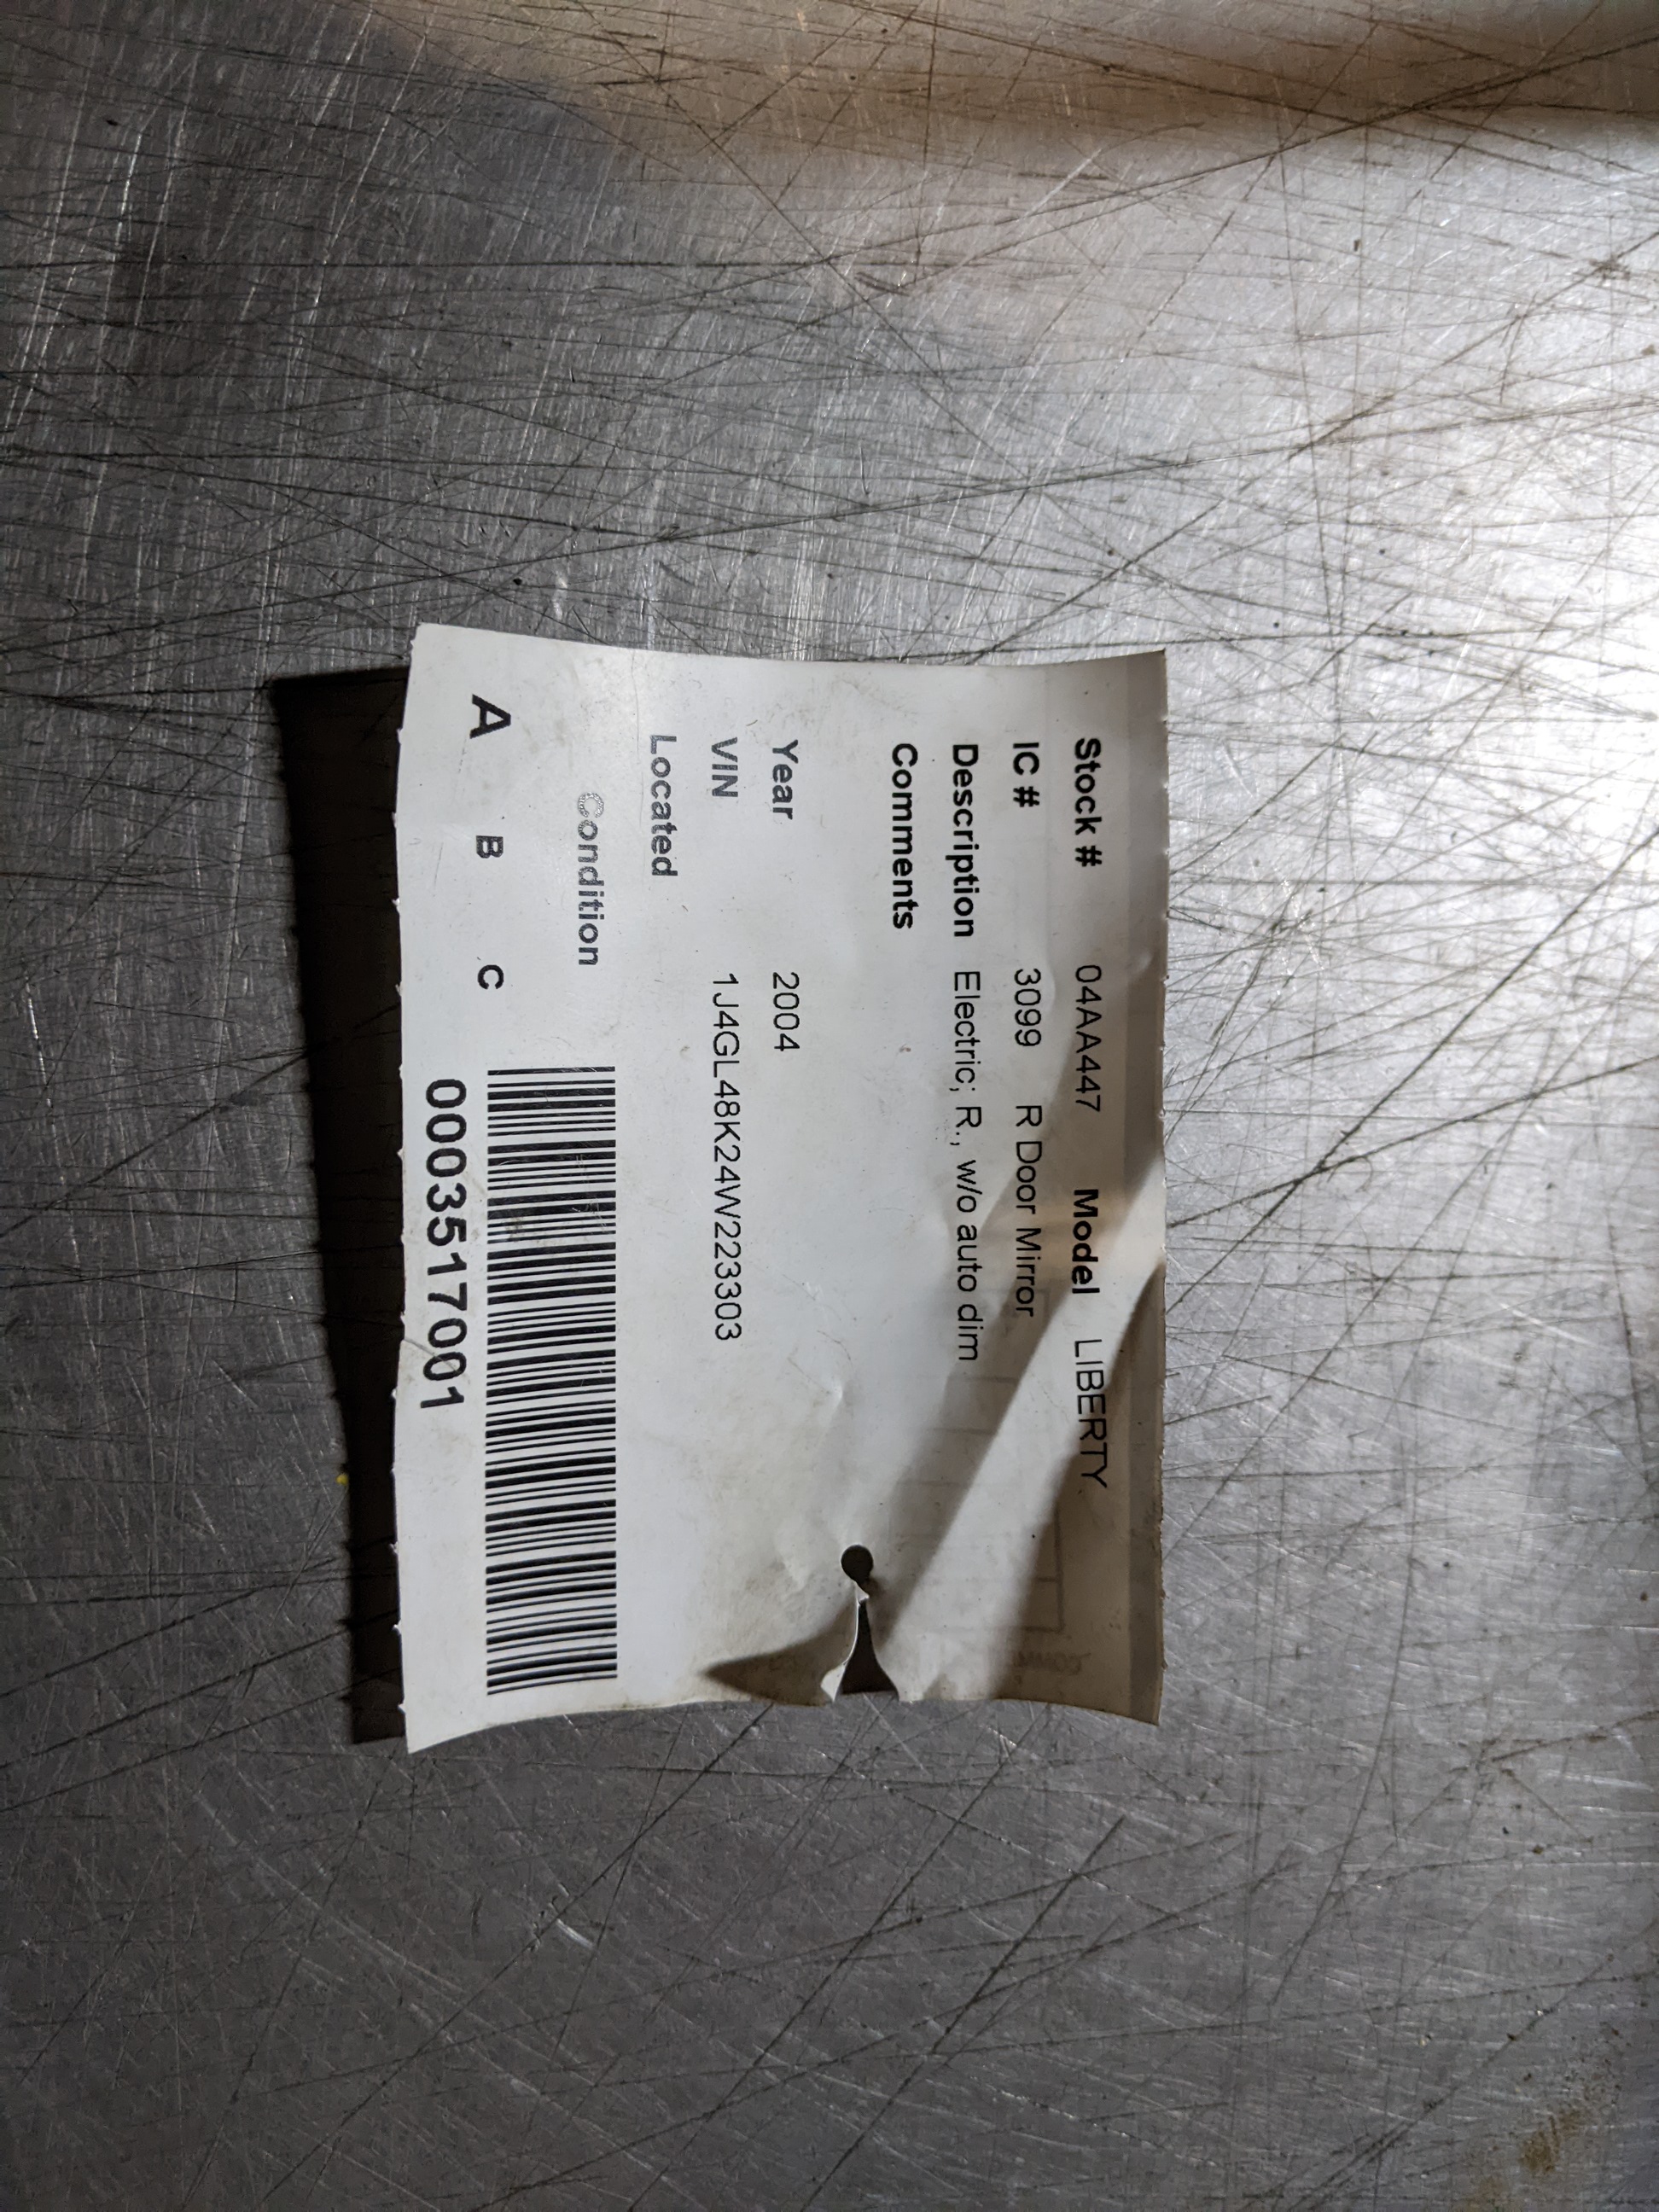 Stock # 04AA447 Model LIBERTY
IC # 3099 R Door Mirror
Description Electric; R., w/o auto dim
Comments
Year 2004
VIN 1J4GL48K24W223303
Located
Condition
A B C
0003517001